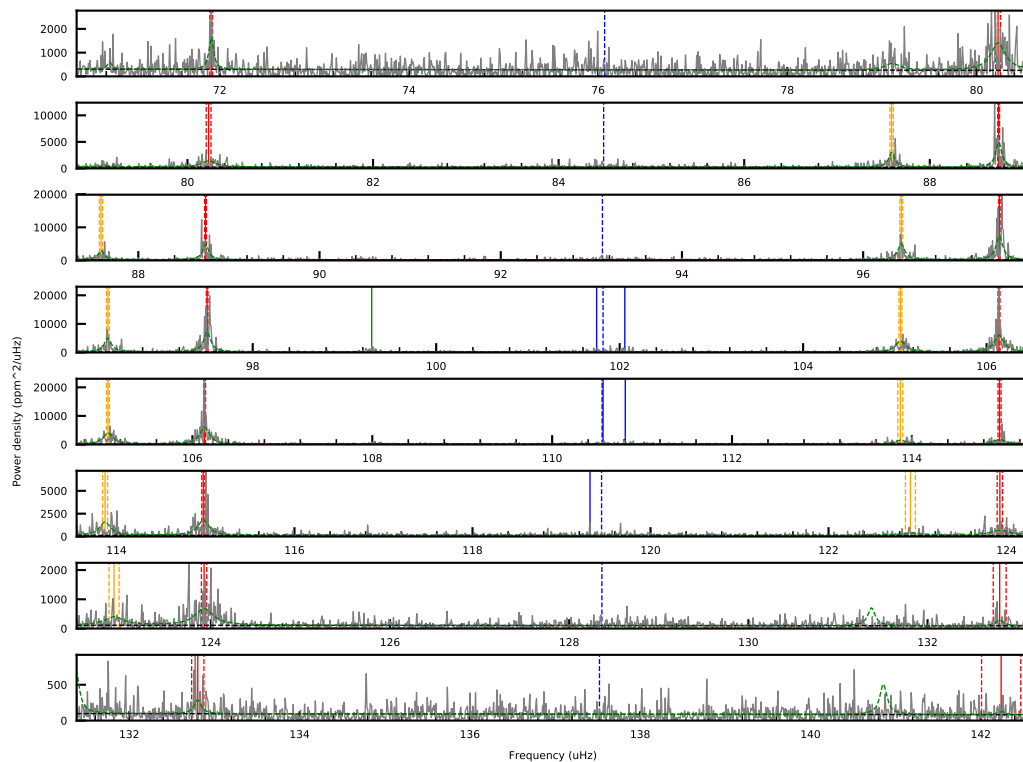 2000
1000
0
72 74 76 78 80
10000
5000
0
80 82 84 86 88
20000
10000
0
88 90 92 94 96
20000
10000
0
98 100 102 104 106
20000
10000
0
106 108 110 112 114
5000
2500
0
114 116 118 120 122 124
2000
1000
0
124 126 128 130 132
500
0
132 134 136 138 140 142
Power density (ppm^2/uHz)
Frequency (uHz)